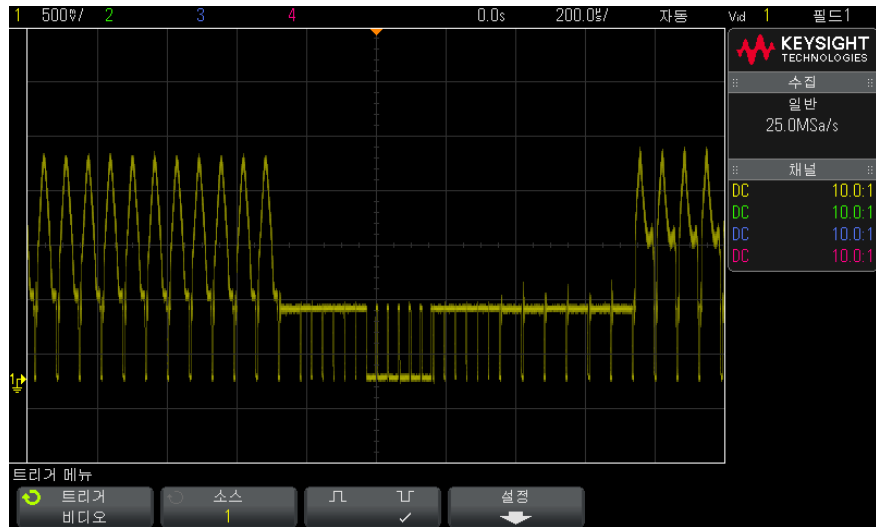 1 500㎷/ 2 3 4 0.0s 200.0㎲/ 자동 Vid 1 필드1
KEYSIGHT
TECHNOLOGIES
수집
일반
25.0MSa/s
채널
DC 10.0:1
DC 10.0:1
DC 10.0:1
DC 10.0:1
1
트리거 메뉴
트리거
비디오
소스
1
설정